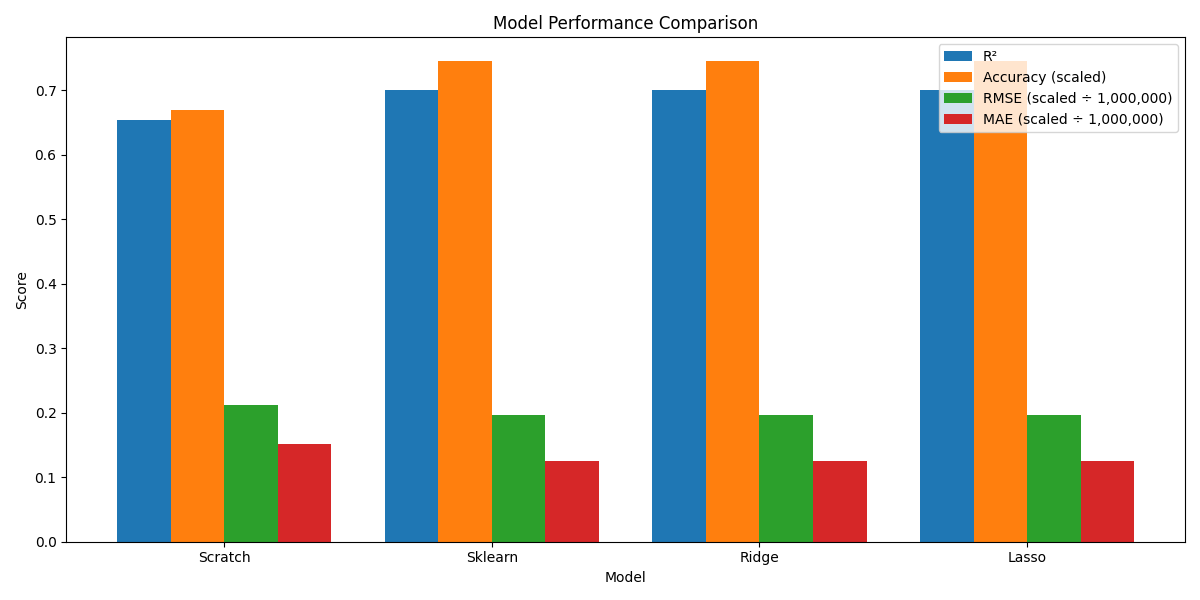 Model Performance Comparison
R²
Accuracy (scaled)
RMSE (scaled ÷ 1,000,000)
MAE (scaled ÷ 1,000,000)
Score
0.7
0.6
0.5
0.4
0.3
0.2
0.1
0.0
Scratch Sklearn Ridge Lasso
Model